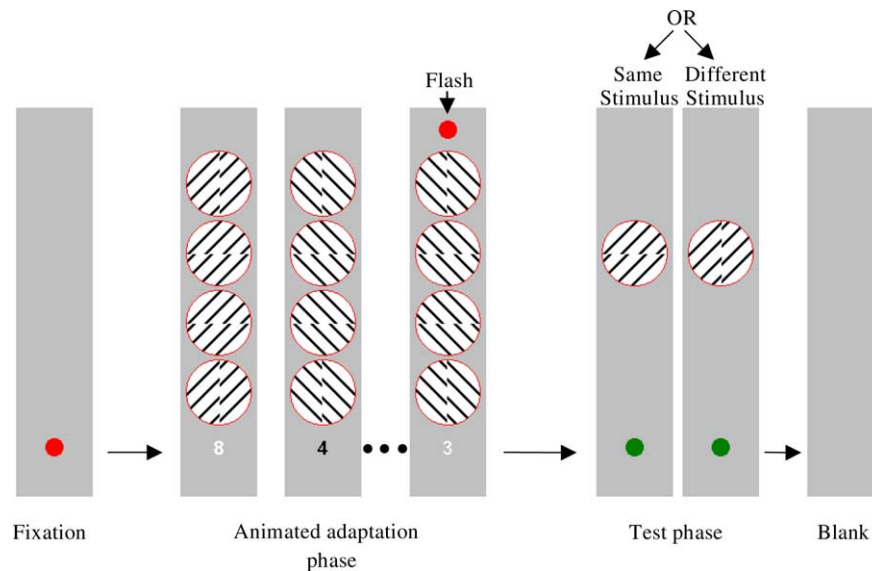 OR
Same Stimulus
Different Stimulus
Flash
8
4
3
Fixation
Animated adaptation
phase
Test phase
Blank